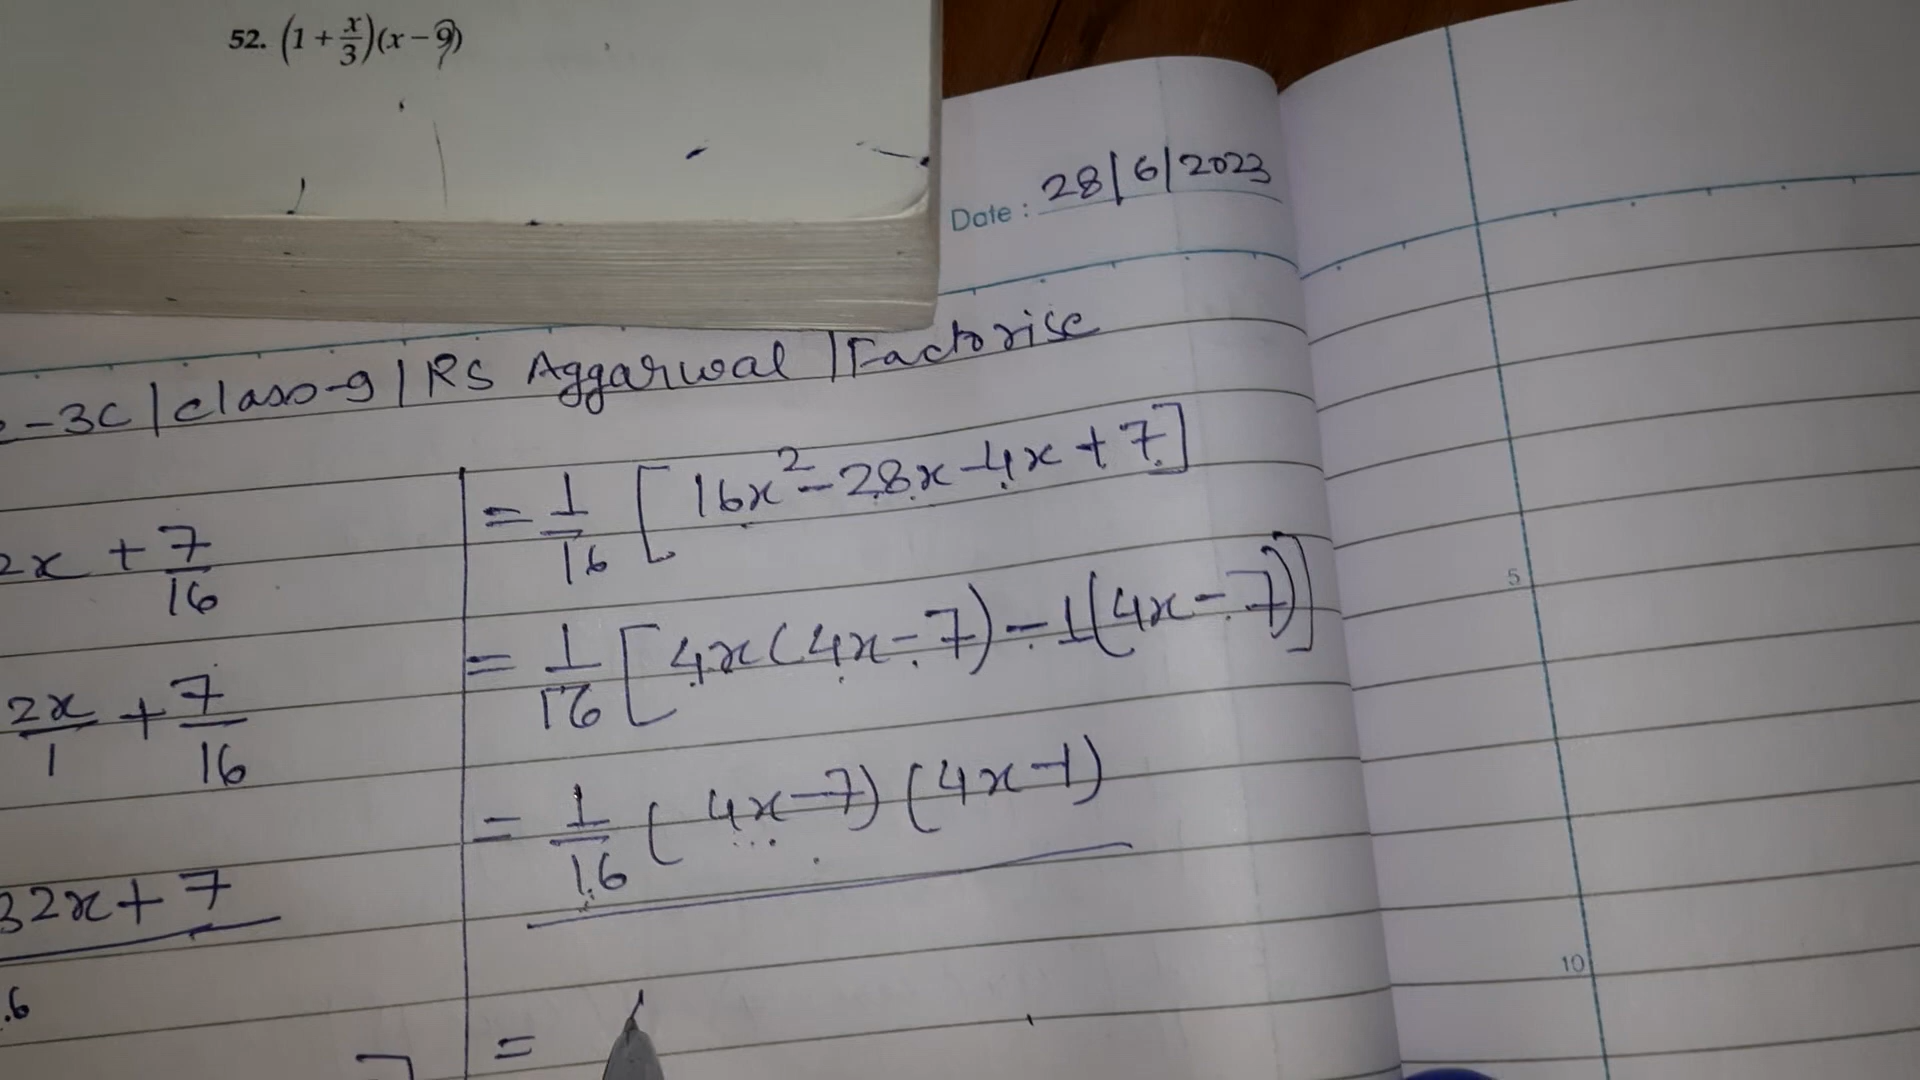 52. (1 + x/3)(x - 9)
Date : 28/6/2023
-3C | class-9 | RS Aggarwal | Factorise
2x + 7/16
2x/1 + 7/16
32x + 7
.6
= 1/16 [16x² - 28x - 4x + 7]
= 1/16 [4x(4x - 7) - 1(4x - 7)]
= 1/16 (4x - 7) (4x - 1)
=
5
10